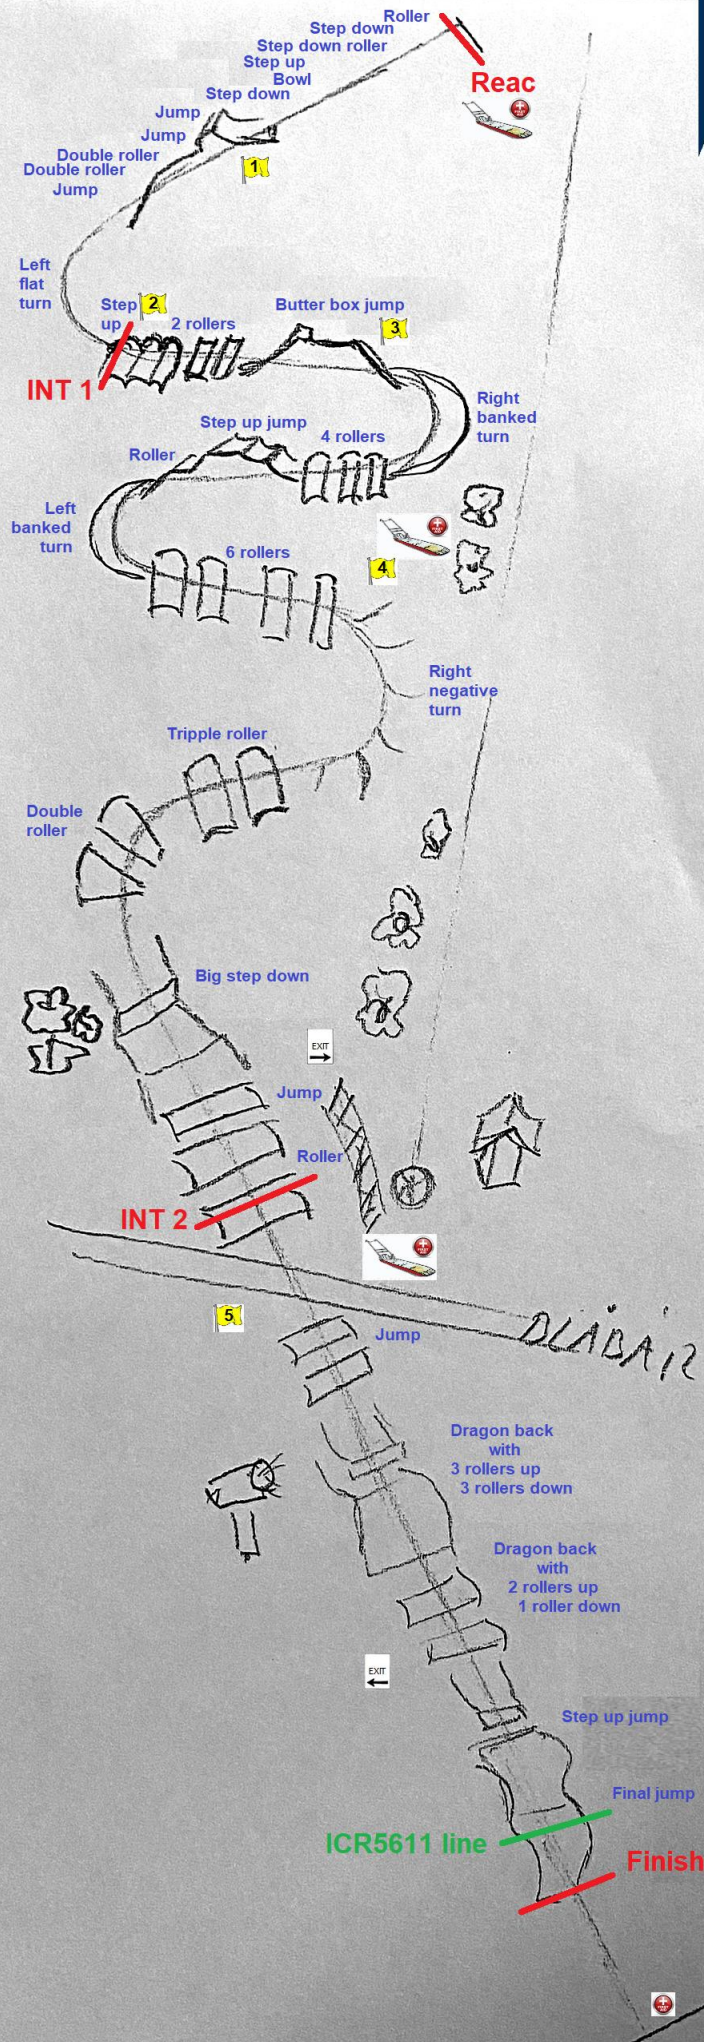 Roller
Step down
Step down roller
Step up
Bowl
Step down
Jump
Jump
Double roller
Double roller
Jump
Reac
1
Left
flat
turn
Step
up
2
2 rollers
Butter box jump
3
INT 1
Right
banked
turn
Step up jump
4 rollers
Roller
Left
banked
turn
6 rollers
4
Right
negative
turn
Tripple roller
Double
roller
Big step down
EXIT
Jump
Roller
INT 2
5
Jump
Dragon back
with
3 rollers up
3 rollers down
Dragon back
with
2 rollers up
1 roller down
EXIT
Step up jump
Final jump
ICR5611 line
Finish